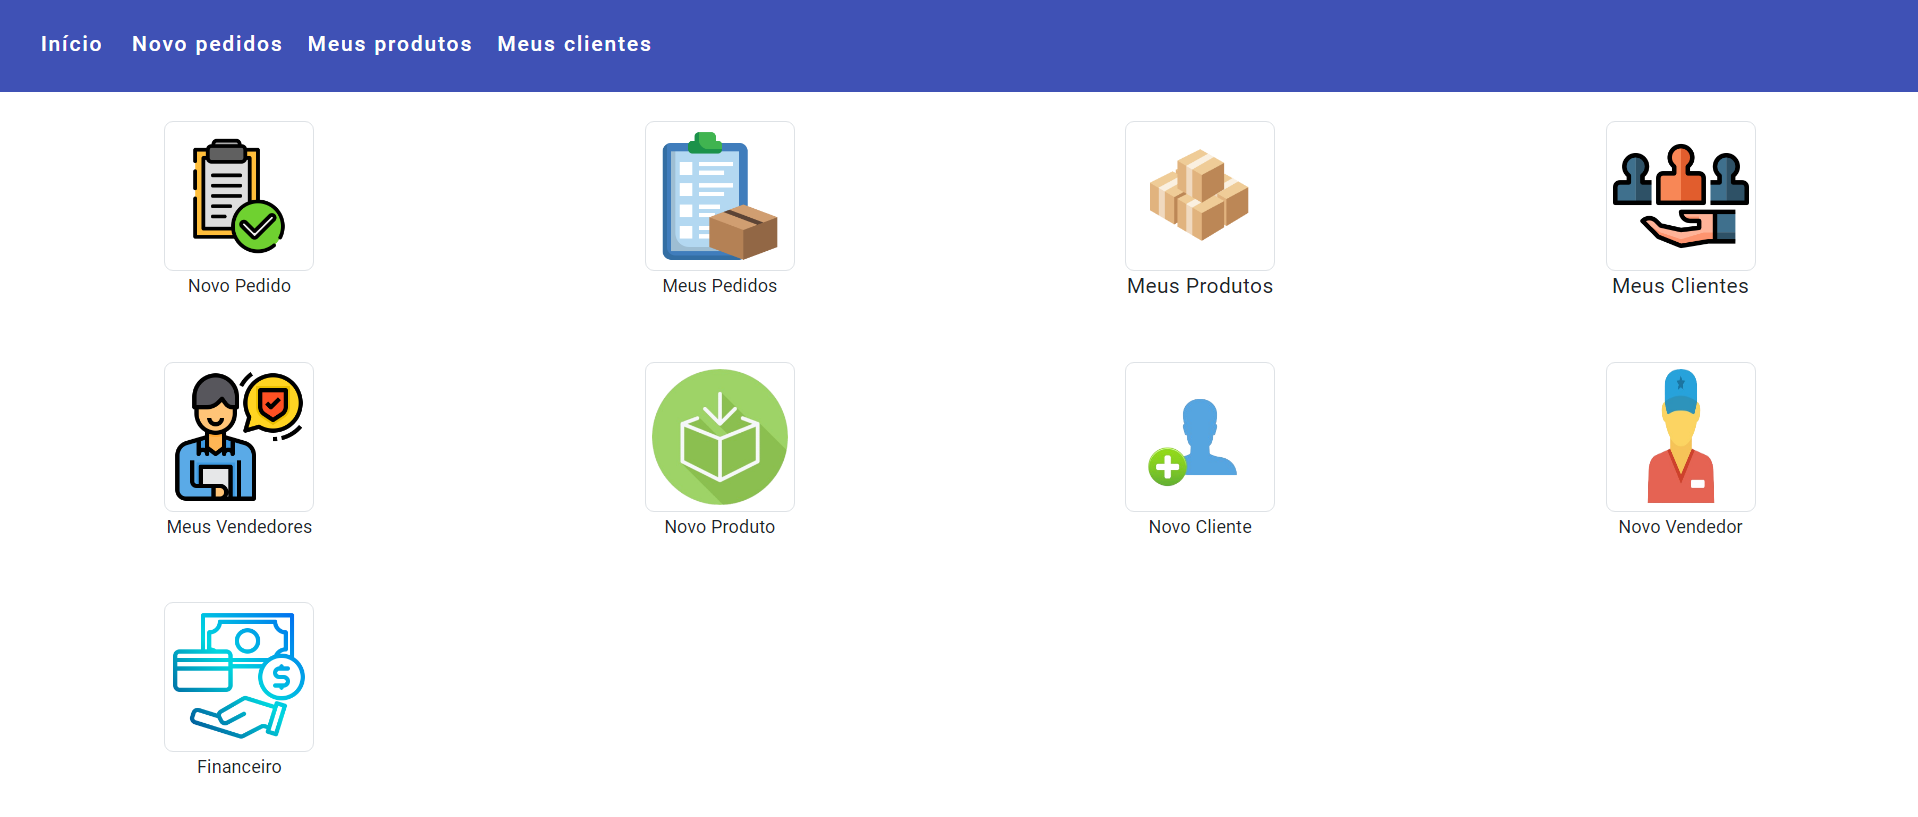 Início Novo pedidos Meus produtos Meus clientes
Novo Pedido Meus Pedidos Meus Produtos Meus Clientes
Meus Vendedores Novo Produto Novo Cliente Novo Vendedor
$
Financeiro